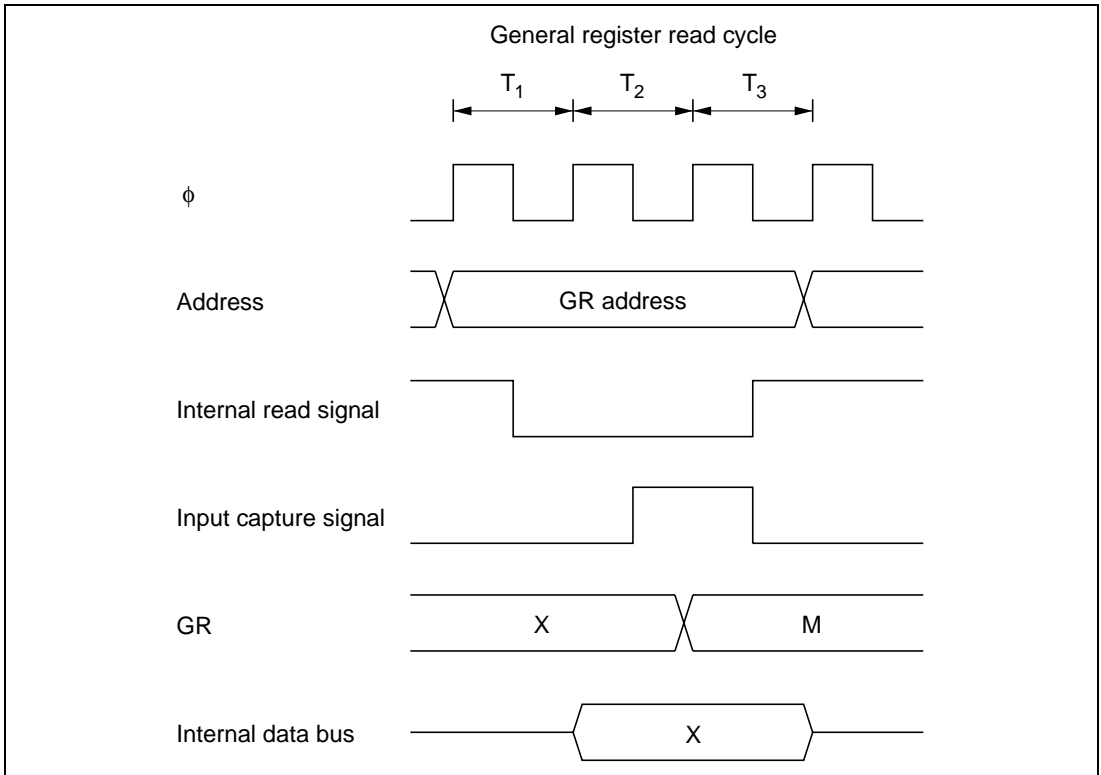 General register read cycle
T1 T2 T3
ϕ
Address
GR address
Internal read signal
Input capture signal
GR
X
M
Internal data bus
X